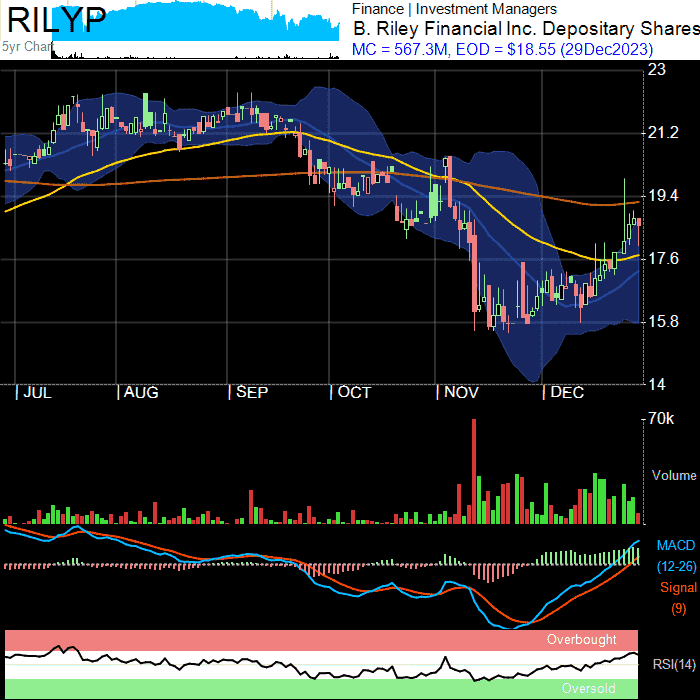 RILYP
5yr Chart
Finance | Investment Managers
B. Riley Financial Inc. Depositary Shares
MC = 567.3M, EOD = $18.55 (29Dec2023)
23
21.2
19.4
17.6
15.8
14
| JUL | AUG | SEP | OCT | NOV | DEC
70k
Volume
MACD
(12-26)
Signal
(9)
Overbought
RSI(14)
Oversold